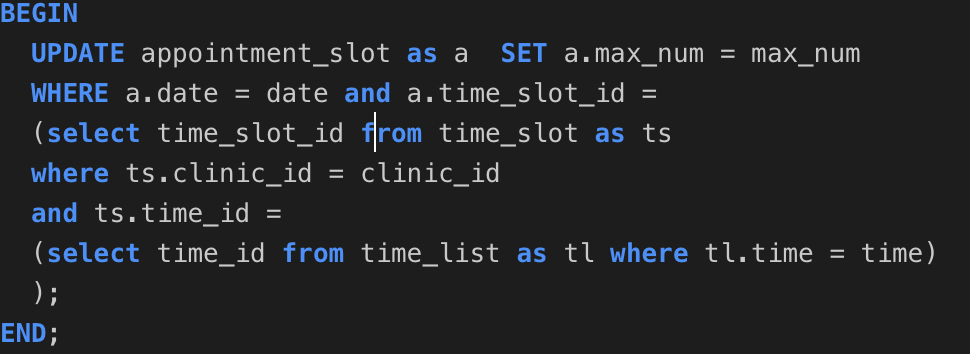 BEGIN
UPDATE appointment_slot as a  SET a.max_num = max_num
WHERE a.date = date and a.time_slot_id =
(select time_slot_id from time_slot as ts
where ts.clinic_id = clinic_id
and ts.time_id =
(select time_id from time_list as tl where tl.time = time)
);
END;